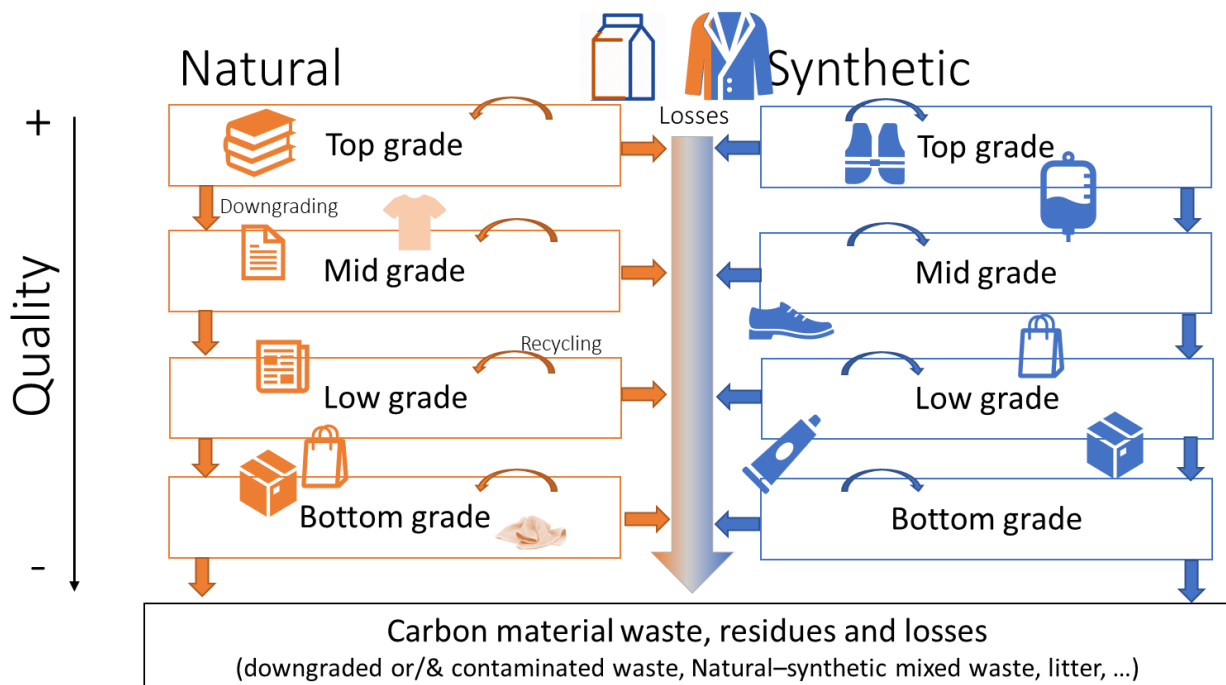 Natural
Synthetic
+
Losses
Top grade
Top grade
Downgrading
Mid grade
Mid grade
Quality
Recycling
Low grade
Low grade
Bottom grade
Bottom grade
-
Carbon material waste, residues and losses
(downgraded or/& contaminated waste, Natural–synthetic mixed waste, litter, ...)